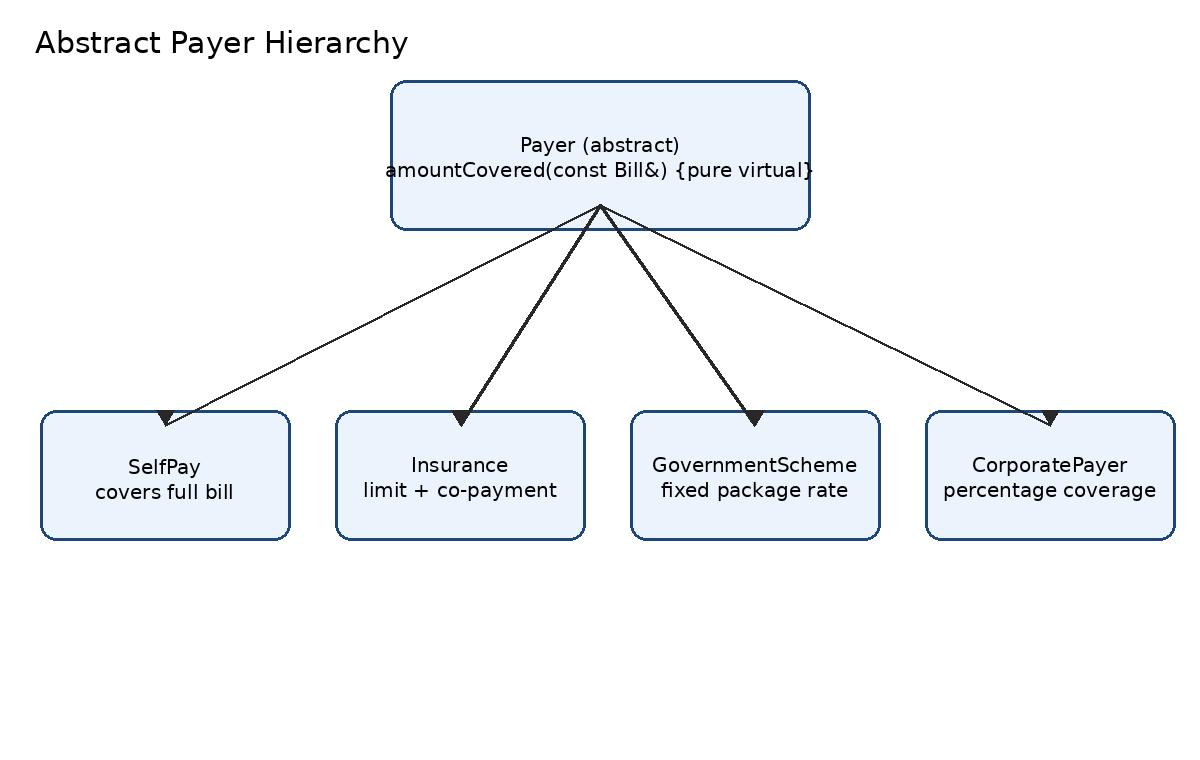 Abstract Payer Hierarchy
Payer (abstract)
amountCovered(const Bill&) {pure virtual}
SelfPay
covers full bill
Insurance
limit + co-payment
GovernmentScheme
fixed package rate
CorporatePayer
percentage coverage